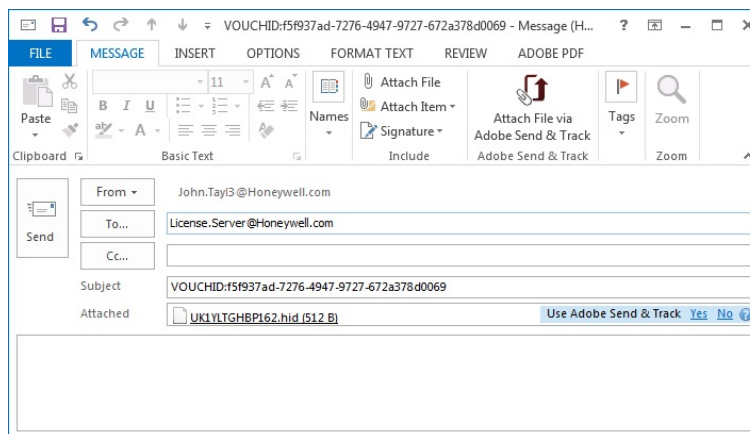 VOUCHID:f5f937ad-7276-4947-9727-672a378d0069 - Message (H... ?
FILE MESSAGE INSERT OPTIONS FORMAT TEXT REVIEW ADOBE PDF
Paste
11 A A
B I U
aby A
Names
Attach File
Attach Item
Signature
Attach File via
Adobe Send & Track
Tags
Zoom
Clipboard Basic Text Include Adobe Send & Track Zoom
Send
From John.Tayl3@Honeywell.com
To... License.Server@Honeywell.com
Cc...
Subject VOUCHID:f5f937ad-7276-4947-9727-672a378d0069
Attached UK1YLTGHBP162.hid (512 B) Use Adobe Send & Track Yes No ?